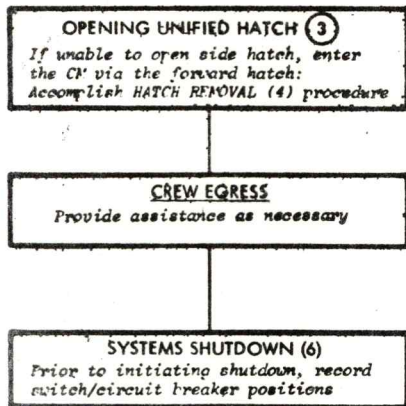 OPENING UNIFIED HATCH 3
If unable to open side hatch, enter
the CM via the forward hatch:
Accomplish HATCH REMOVAL (4) procedure
CREW EGRESS
Provide assistance as necessary
SYSTEMS SHUTDOWN (6)
Prior to initiating shutdown, record
switch/circuit breaker positions